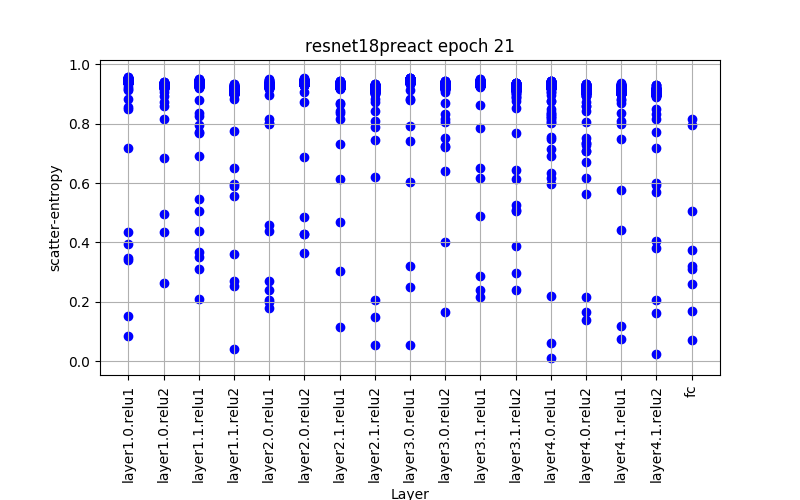 resnet18preact epoch 21
scatter-entropy
1.0
0.8
0.6
0.4
0.2
0.0
layer1.0.relu1
layer1.0.relu2
layer1.1.relu1
layer1.1.relu2
layer2.0.relu1
layer2.0.relu2
layer2.1.relu1
layer2.1.relu2
layer3.0.relu1
layer3.0.relu2
layer3.1.relu1
layer3.1.relu2
layer4.0.relu1
layer4.0.relu2
layer4.1.relu1
layer4.1.relu2
fc
Layer